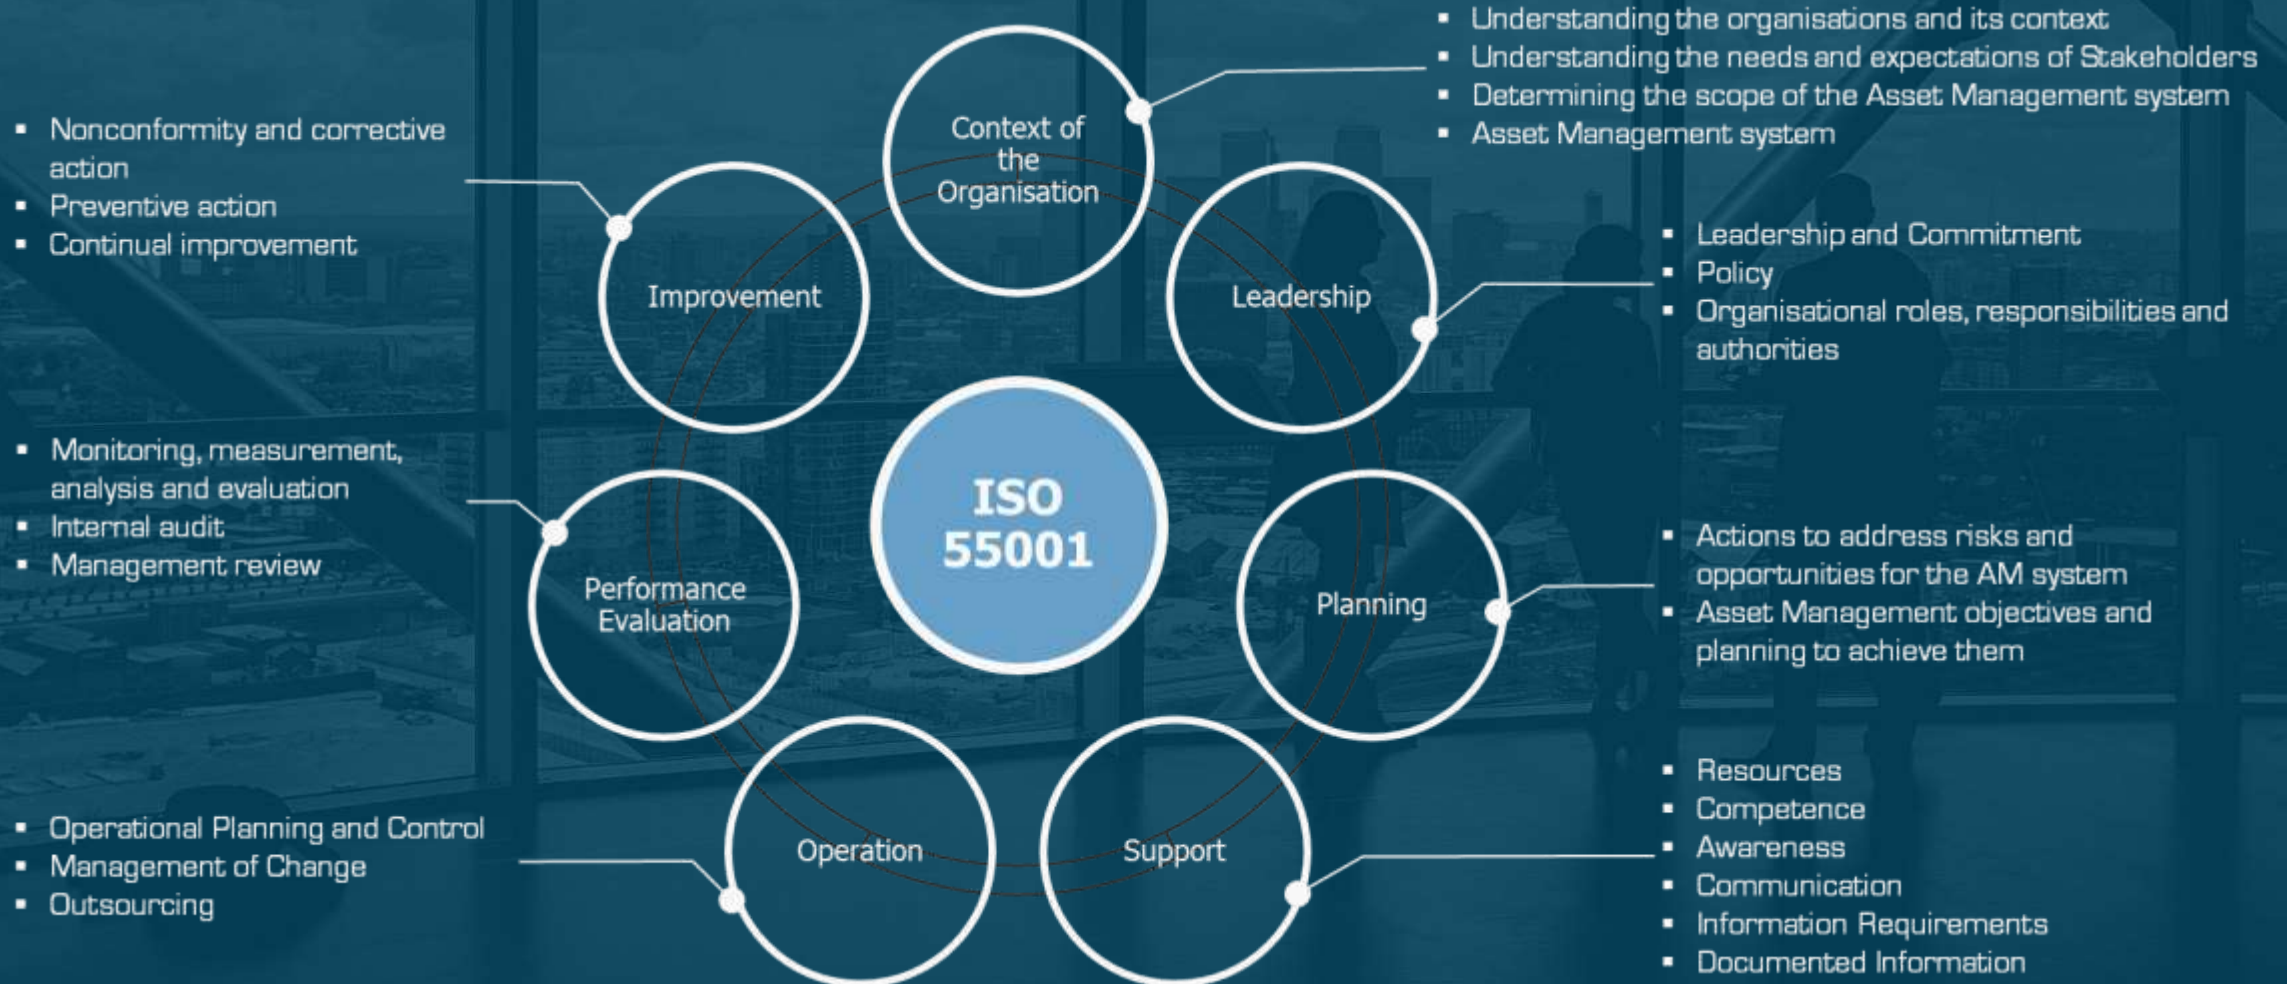 ▪ Understanding the organisations and its context
▪ Understanding the needs and expectations of Stakeholders
▪ Determining the scope of the Asset Management system
▪ Asset Management system
Context of
the
Organisation
▪ Leadership and Commitment
▪ Policy
▪ Organisational roles, responsibilities and
authorities
Leadership
▪ Actions to address risks and
opportunities for the AM system
▪ Asset Management objectives and
planning to achieve them
Planning
▪ Resources
▪ Competence
▪ Awareness
▪ Communication
▪ Information Requirements
▪ Documented Information
Support
▪ Operational Planning and Control
▪ Management of Change
▪ Outsourcing
Operation
▪ Monitoring, measurement,
analysis and evaluation
▪ Internal audit
▪ Management review
Performance
Evaluation
▪ Nonconformity and corrective
action
▪ Preventive action
▪ Continual improvement
Improvement
ISO
55001